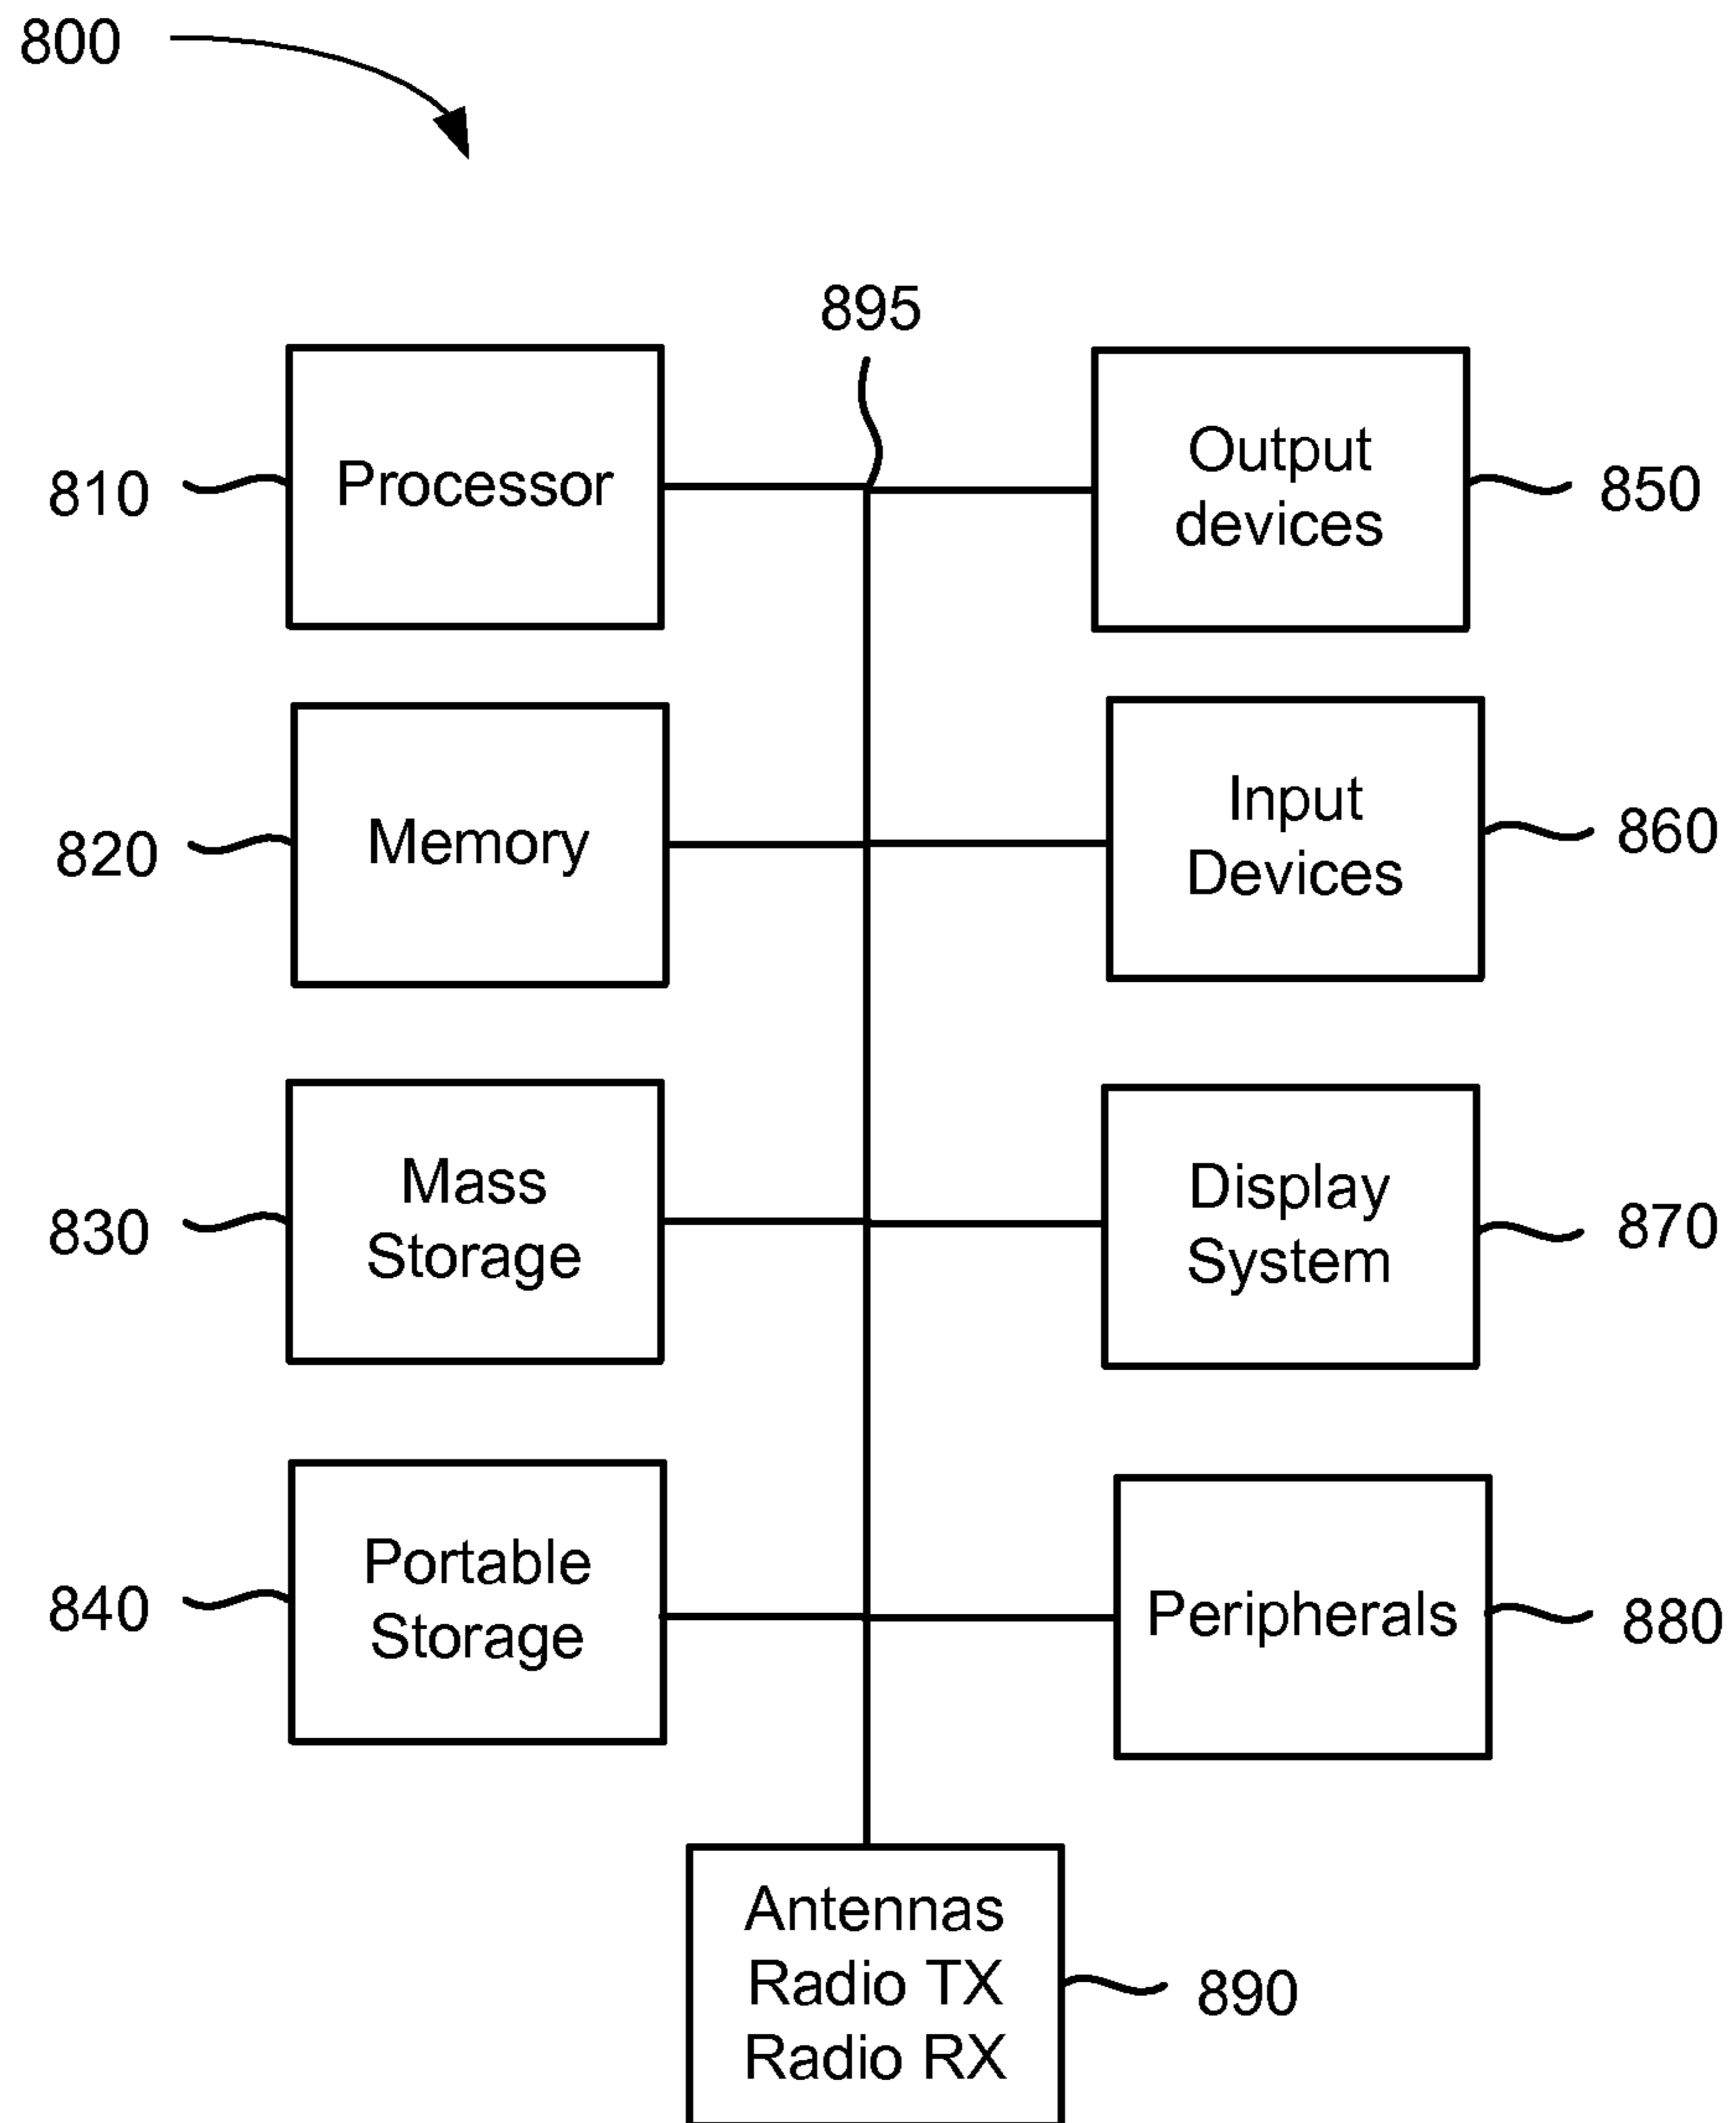 800
895
810
Processor
Output
devices
850
820
Memory
Input
Devices
860
830
Mass
Storage
Display
System
870
840
Portable
Storage
Peripherals
880
Antennas
Radio TX
Radio RX
890